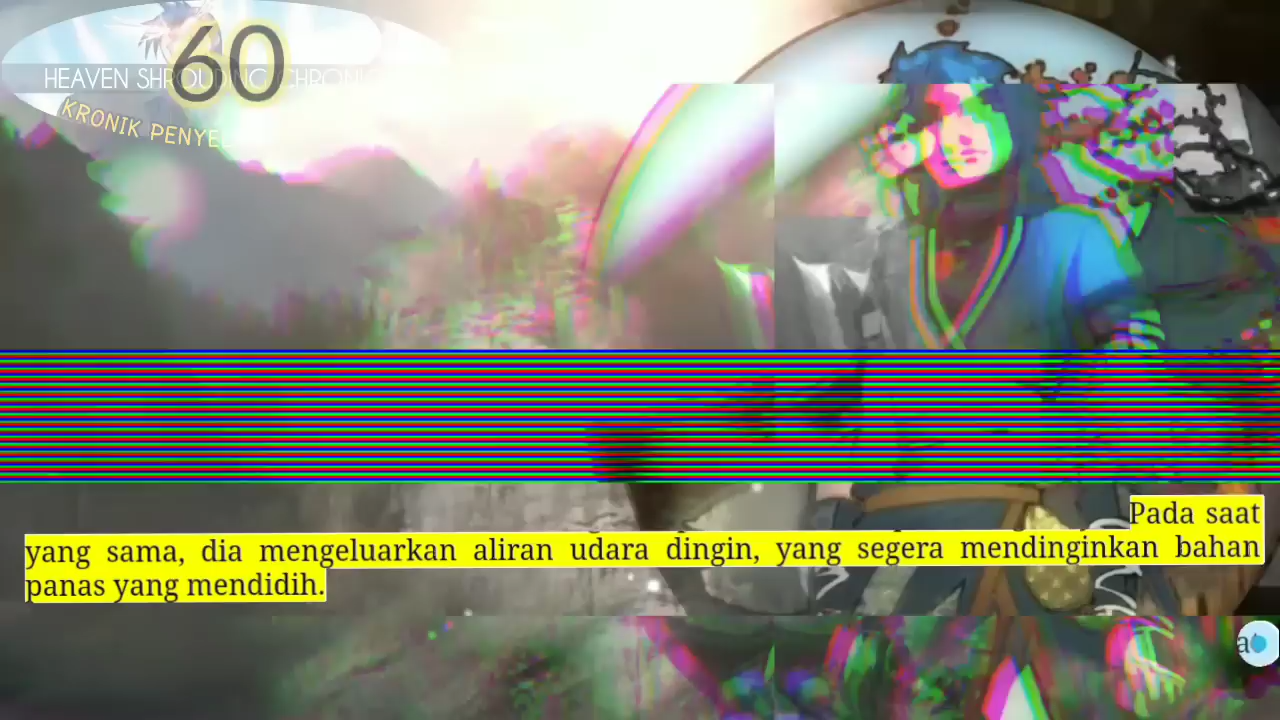 60
HEAVEN SHROUDING CHRONI
KRONIK PENYEL
Pada saat
yang sama, dia mengeluarkan aliran udara dingin, yang segera mendinginkan bahan
panas yang mendidih.
a